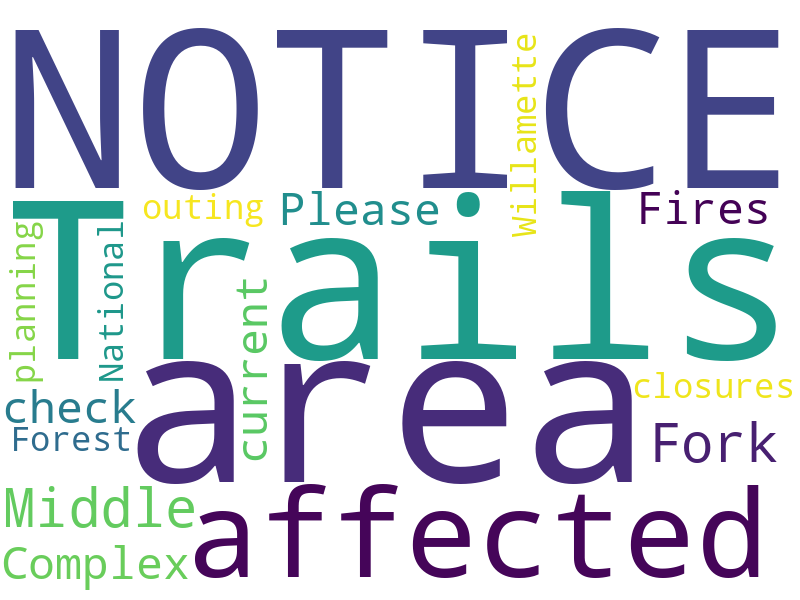 NOTICE
Willamette
outing
Please
Fires
Trails
planning
National
current
area
closures
check
Forest
Fork
Middle
affected
Complex